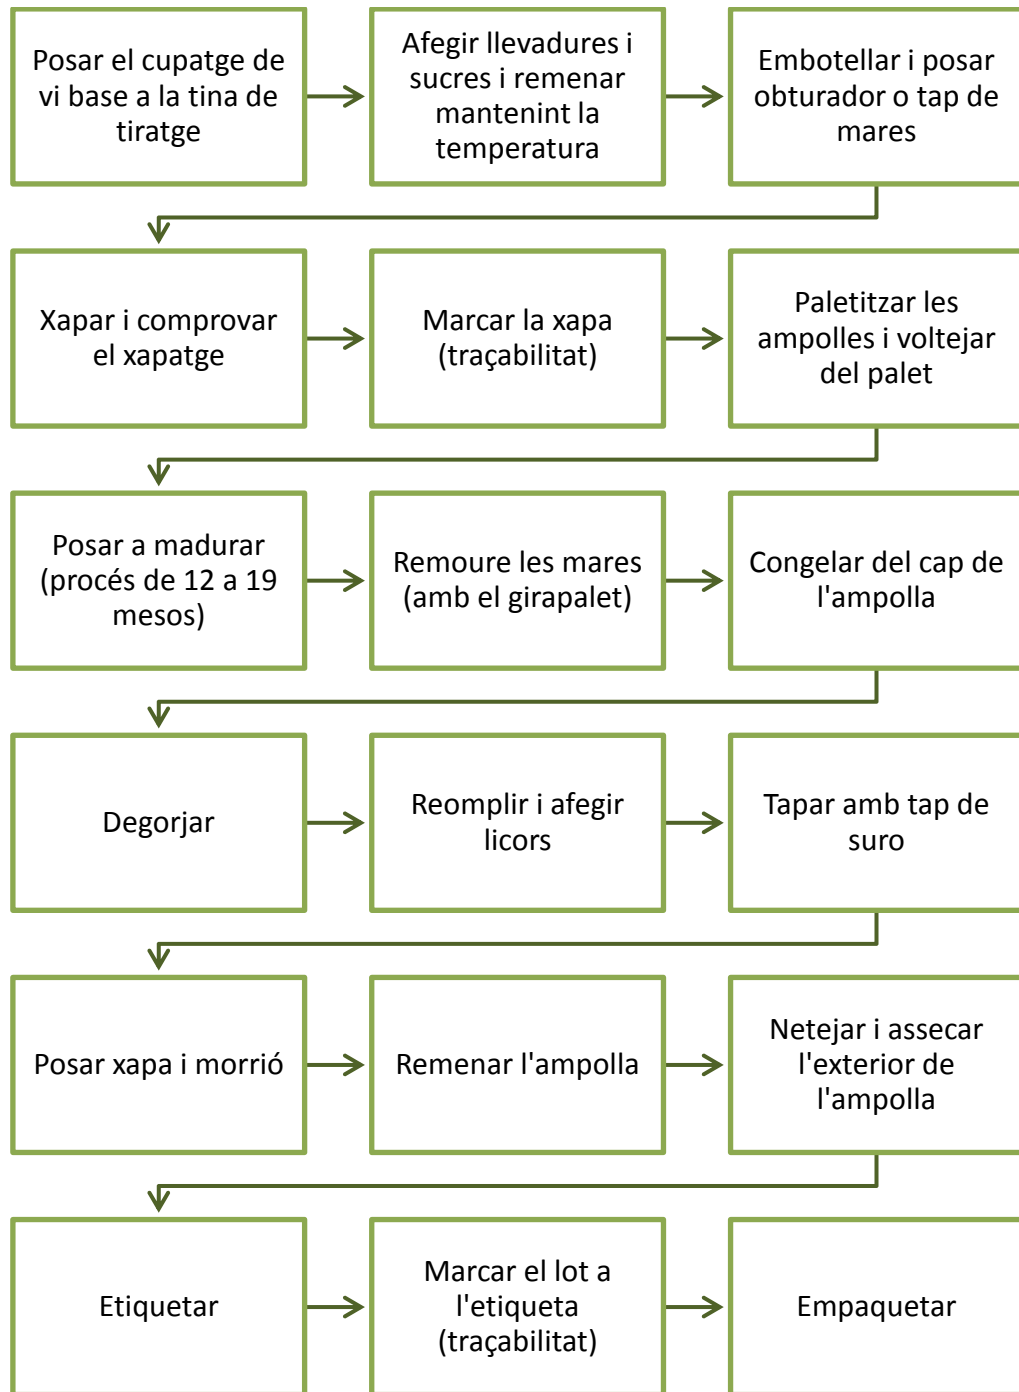 Posar el cupatge de
vi base a la tina de
tiratge
Afegir llevadures i
sucres i remenar
mantenint la
temperatura
Embotellar i posar
obturador o tap de
mares
Xapar i comprovar
el xapatge
Marcar la xapa
(traçabilitat)
Paletitzar les
ampolles i voltejar
del palet
Posar a madurar
(procés de 12 a 19
mesos)
Remoure les mares
(amb el girapalet)
Congelar del cap de
l'ampolla
Degorjar
Reomplir i afegir
licors
Tapar amb tap de
suro
Posar xapa i morrió
Remenar l'ampolla
Netejar i assecar
l'exterior de
l'ampolla
Etiquetar
Marcar el lot a
l'etiqueta
(traçabilitat)
Empaquetar